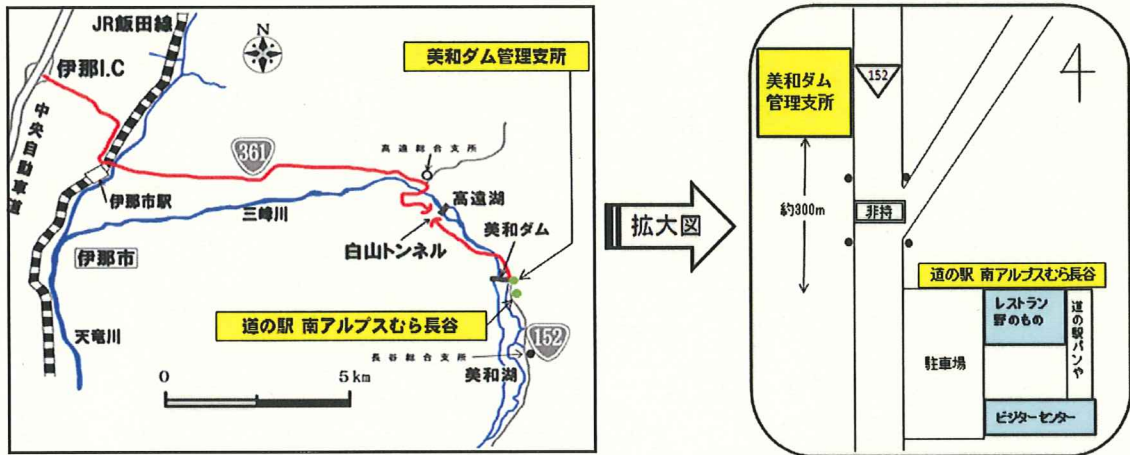 JR飯田線
N
伊那I.C
美和ダム管理支所
中央自動車道
361
高遠総合支所
伊那市駅
三峰川
高遠湖
美和ダム
白山トンネル
伊那市
道の駅 南アルプスむら長谷
天竜川
長谷総合支所
152
美和湖
0
5km
拡大図
美和ダム
管理支所
152
約300m
非持
道の駅 南アルプスむら長谷
レストラン
野のもの
道の駅パンや
駐車場
ビジターセンター